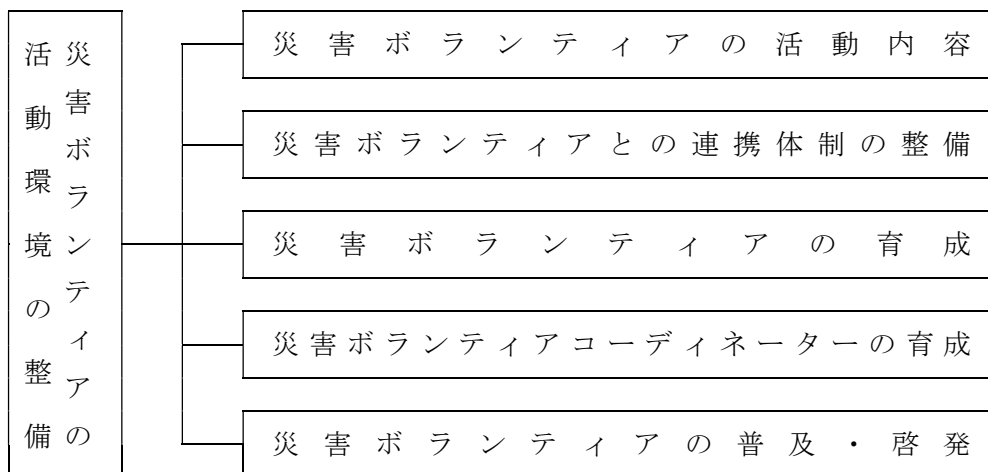 災害ボランティアの
活動環境の整備
災害ボランティアの活動内容
災害ボランティアとの連携体制の整備
災害ボランティアの育成
災害ボランティアコーディネーターの育成
災害ボランティアの普及・啓発